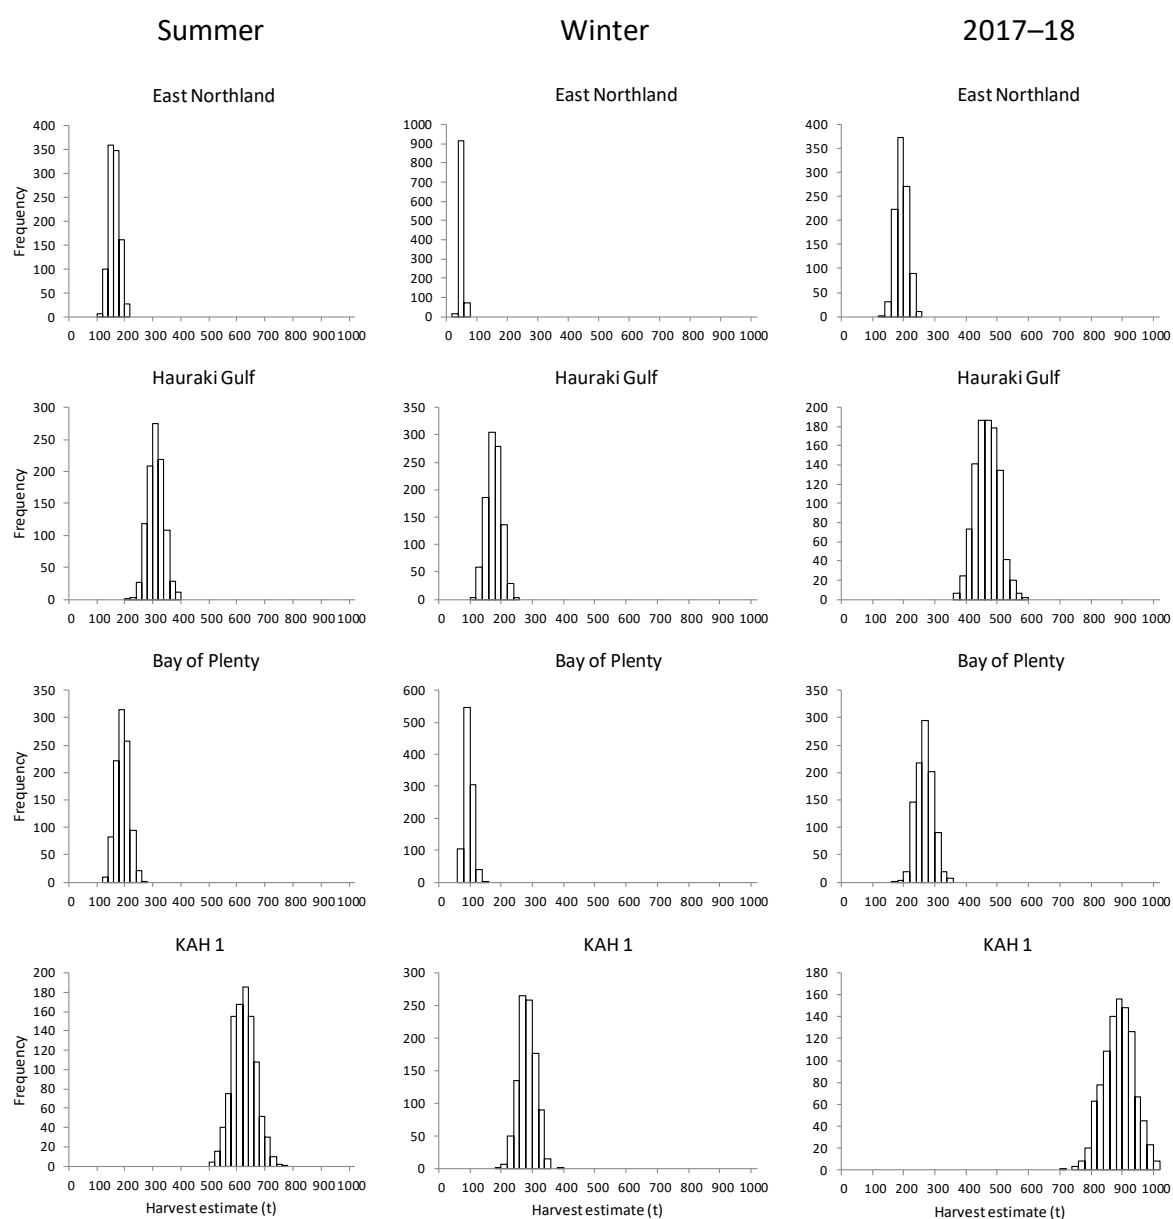 Summer Winter 2017–18
East Northland East Northland East Northland
400 350 300 250 200 150 100 50 0
Frequency
0 100 200 300 400 500 600 700 800 900 1000
1000 900 800 700 600 500 400 300 200 100 0
0 100 200 300 400 500 600 700 800 900 1000
400 350 300 250 200 150 100 50 0
0 100 200 300 400 500 600 700 800 900 1000
Hauraki Gulf Hauraki Gulf Hauraki Gulf
300 250 200 150 100 50 0
Frequency
0 100 200 300 400 500 600 700 800 900 1000
350 300 250 200 150 100 50 0
0 100 200 300 400 500 600 700 800 900 1000
200 180 160 140 120 100 80 60 40 20 0
0 100 200 300 400 500 600 700 800 900 1000
Bay of Plenty Bay of Plenty Bay of Plenty
350 300 250 200 150 100 50 0
Frequency
0 100 200 300 400 500 600 700 800 900 1000
600 500 400 300 200 100 0
0 100 200 300 400 500 600 700 800 900 1000
350 300 250 200 150 100 50 0
0 100 200 300 400 500 600 700 800 900 1000
KAH 1 KAH 1 KAH 1
200 180 160 140 120 100 80 60 40 20 0
Frequency
0 100 200 300 400 500 600 700 800 900 1000
Harvest estimate (t)
300 250 200 150 100 50 0
0 100 200 300 400 500 600 700 800 900 1000
Harvest estimate (t)
180 160 140 120 100 80 60 40 20 0
0 100 200 300 400 500 600 700 800 900 1000
Harvest estimate (t)